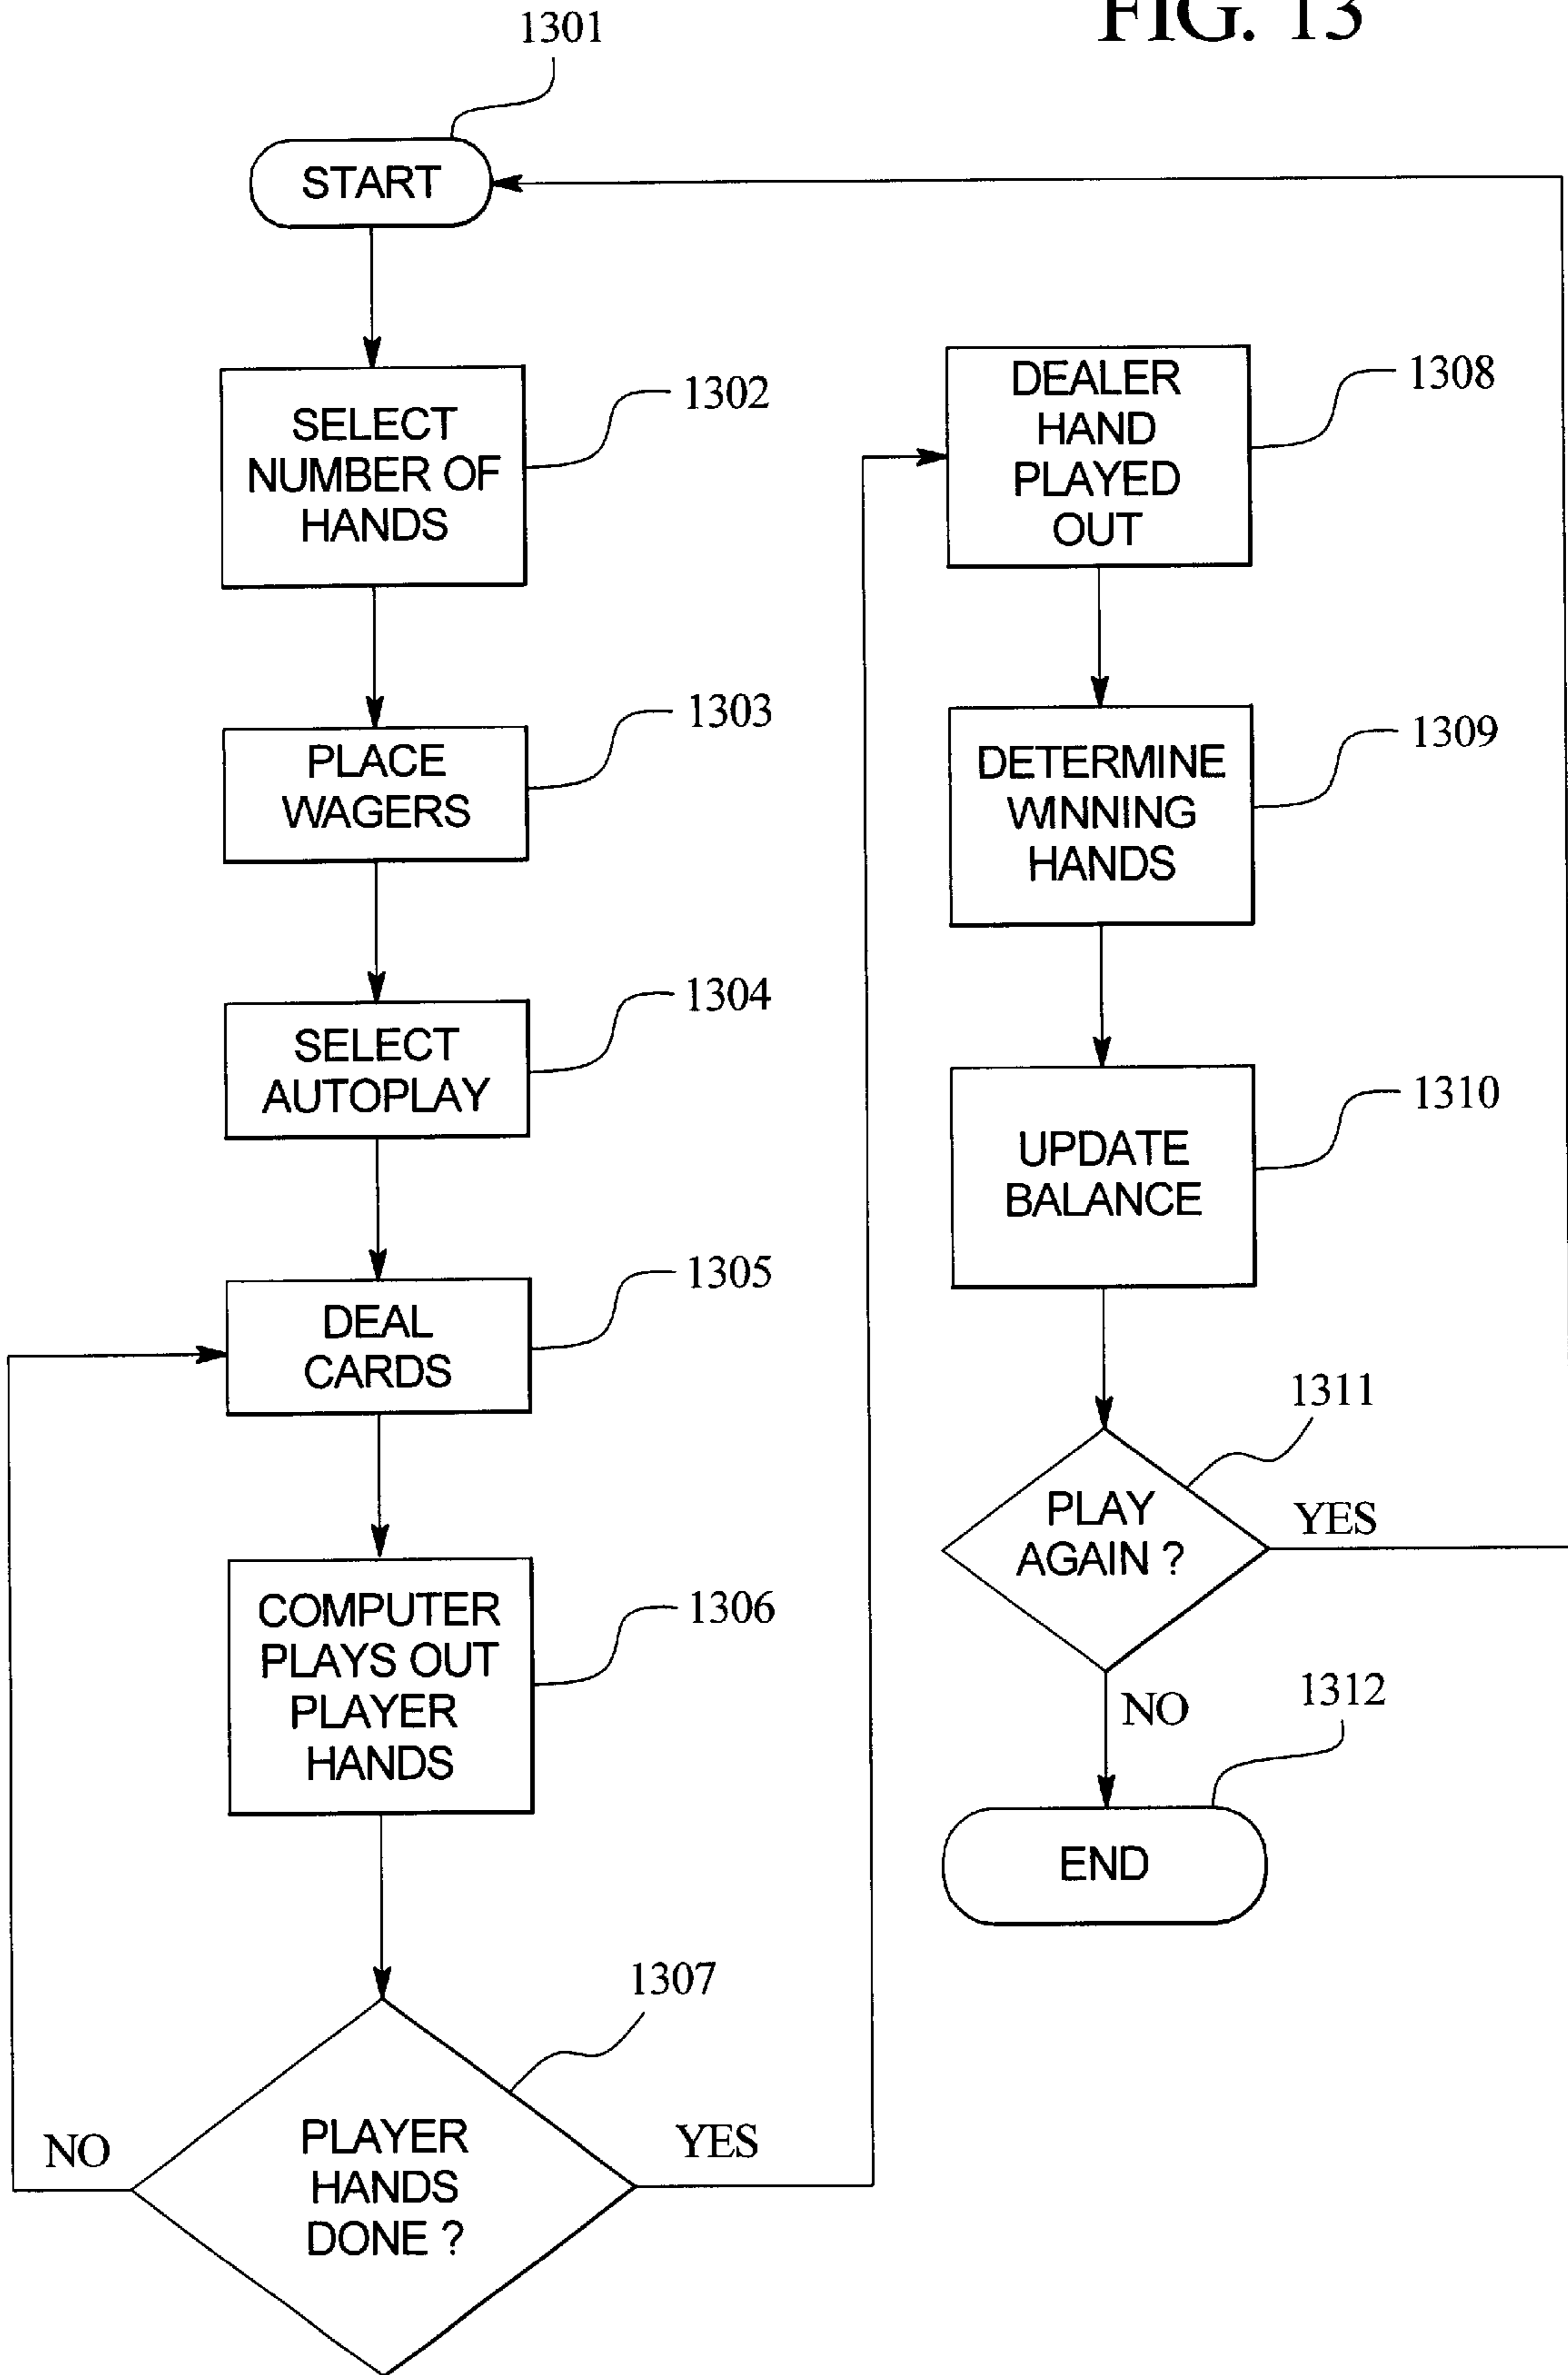 FIG. 13
1301
START
1302
SELECT
NUMBER OF
HANDS
1303
PLACE
WAGERS
1304
SELECT
AUTOPLAY
1305
DEAL
CARDS
1306
COMPUTER
PLAYS OUT
PLAYER
HANDS
1307
PLAYER
HANDS
DONE ?
NO
YES
1308
DEALER
HAND
PLAYED
OUT
1309
DETERMINE
WINNING
HANDS
1310
UPDATE
BALANCE
1311
PLAY
AGAIN ?
YES
NO
1312
END